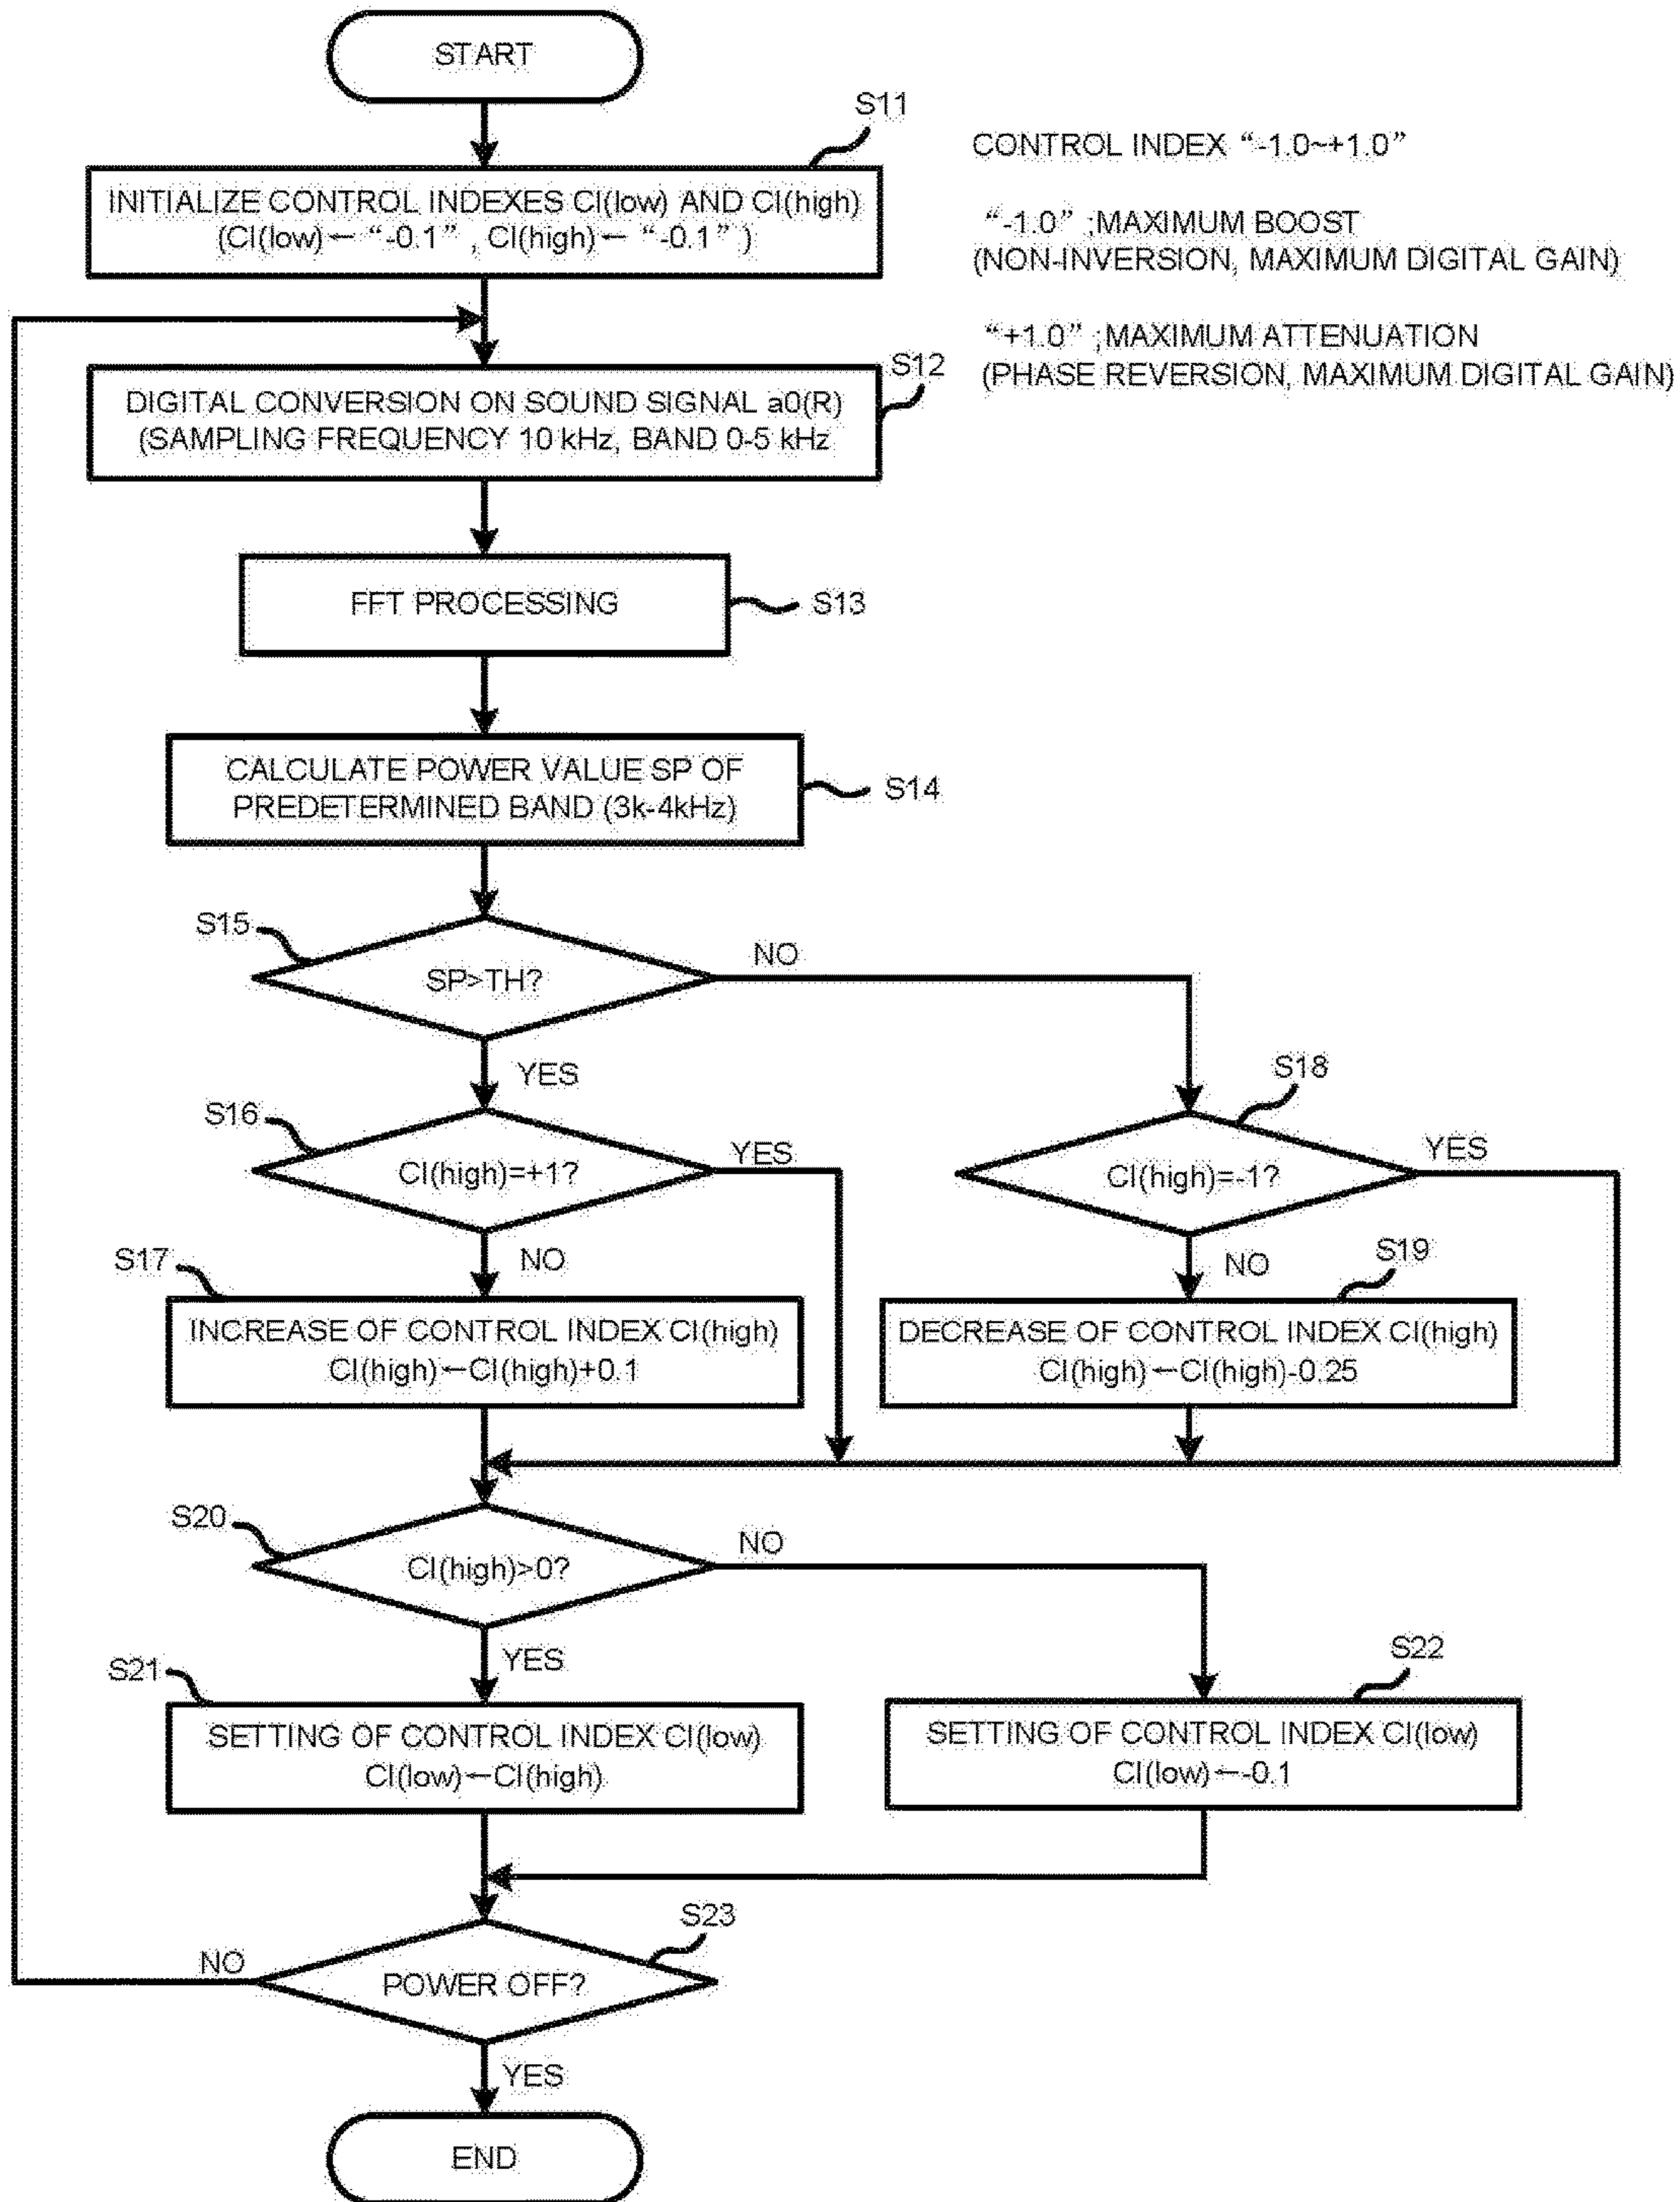 START
S11
INITIALIZE CONTROL INDEXES CI(low) AND CI(high)
(CI(low)← “-0.1” , CI(high)← “-0.1” )
CONTROL INDEX “-1.0~+1.0”
“-1.0” ;MAXIMUM BOOST
(NON-INVERSION, MAXIMUM DIGITAL GAIN)
“+1.0” ;MAXIMUM ATTENUATION
(PHASE REVERSION, MAXIMUM DIGITAL GAIN)
S12
DIGITAL CONVERSION ON SOUND SIGNAL a0(R)
(SAMPLING FREQUENCY 10 kHz, BAND 0-5 kHz
FFT PROCESSING
S13
CALCULATE POWER VALUE SP OF
PREDETERMINED BAND (3k-4kHz)
S14
S15
SP>TH?
NO
YES
S16
CI(high)=+1?
YES
NO
S18
CI(high)=-1?
YES
NO
S17
INCREASE OF CONTROL INDEX CI(high)
CI(high)←CI(high)+0.1
S19
DECREASE OF CONTROL INDEX CI(high)
CI(high)←CI(high)-0.25
S20
CI(high)>0?
NO
YES
S21
SETTING OF CONTROL INDEX CI(low)
CI(low)←CI(high)
S22
SETTING OF CONTROL INDEX CI(low)
CI(low)←-0.1
S23
POWER OFF?
NO
YES
END